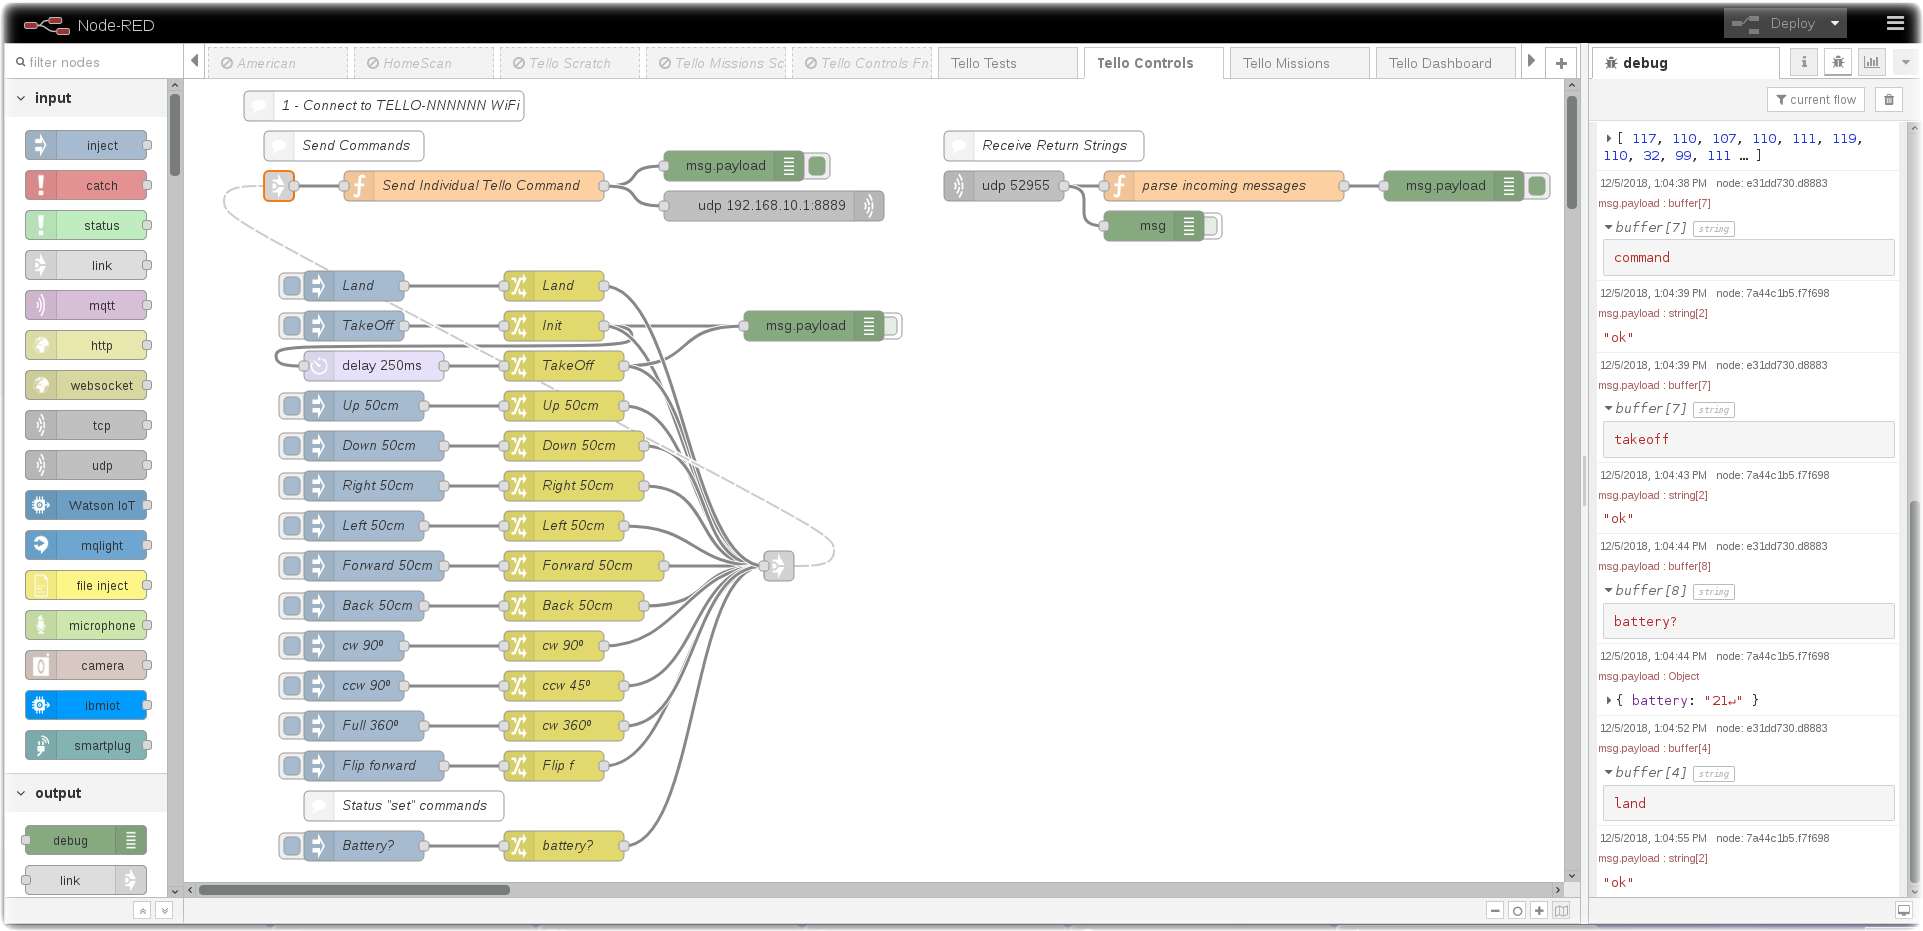 Node-RED
Deploy
filter nodes
American
HomeScan
Tello Scratch
Tello Missions Sc
Tello Controls Fn
Tello Tests
Tello Controls
Tello Missions
Tello Dashboard
debug
current flow
input
inject
catch
status
link
mqtt
http
websocket
tcp
udp
Watson IoT
mqlight
file inject
microphone
camera
ibmiot
smartplug
output
debug
link
1 - Connect to TELLO-NNNNNN WiFi
Send Commands
Send Individual Tello Command
msg.payload
udp 192.168.10.1:8889
Receive Return Strings
udp 52955
parse incoming messages
msg.payload
msg
Land
Land
TakeOff
Init
msg.payload
delay 250ms
TakeOff
Up 50cm
Up 50cm
Down 50cm
Down 50cm
Right 50cm
Right 50cm
Left 50cm
Left 50cm
Forward 50cm
Forward 50cm
Back 50cm
Back 50cm
cw 90º
cw 90º
ccw 90º
ccw 45º
Full 360º
cw 360º
Flip forward
Flip f
Status "set" commands
Battery?
battery?
[ 117, 110, 107, 110, 111, 119,
110, 32, 99, 111 … ]
12/5/2018, 1:04:38 PM node: e31dd730.d8883
msg.payload : buffer[7]
buffer[7] string
command
12/5/2018, 1:04:39 PM node: 7a44c1b5.f7f698
msg.payload : string[2]
"ok"
12/5/2018, 1:04:39 PM node: e31dd730.d8883
msg.payload : buffer[7]
buffer[7] string
takeoff
12/5/2018, 1:04:43 PM node: 7a44c1b5.f7f698
msg.payload : string[2]
"ok"
12/5/2018, 1:04:44 PM node: e31dd730.d8883
msg.payload : buffer[8]
buffer[8] string
battery?
12/5/2018, 1:04:44 PM node: 7a44c1b5.f7f698
msg.payload : Object
{ battery: "21↵" }
12/5/2018, 1:04:52 PM node: e31dd730.d8883
msg.payload : buffer[4]
buffer[4] string
land
12/5/2018, 1:04:55 PM node: 7a44c1b5.f7f698
msg.payload : string[2]
"ok"